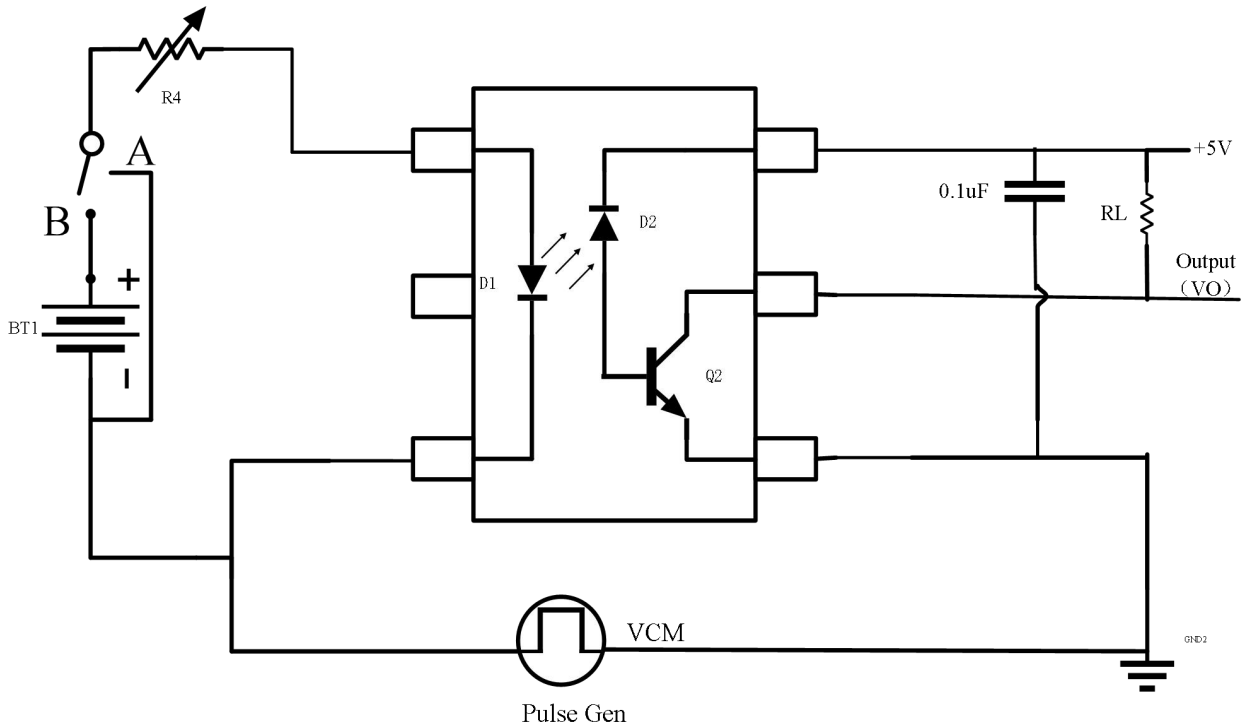 R4
A
+5V
0.1uF
D2
RL
B
D1
Output
(VO)
+
BT1
−
Q2
VCM
GND2
Pulse Gen